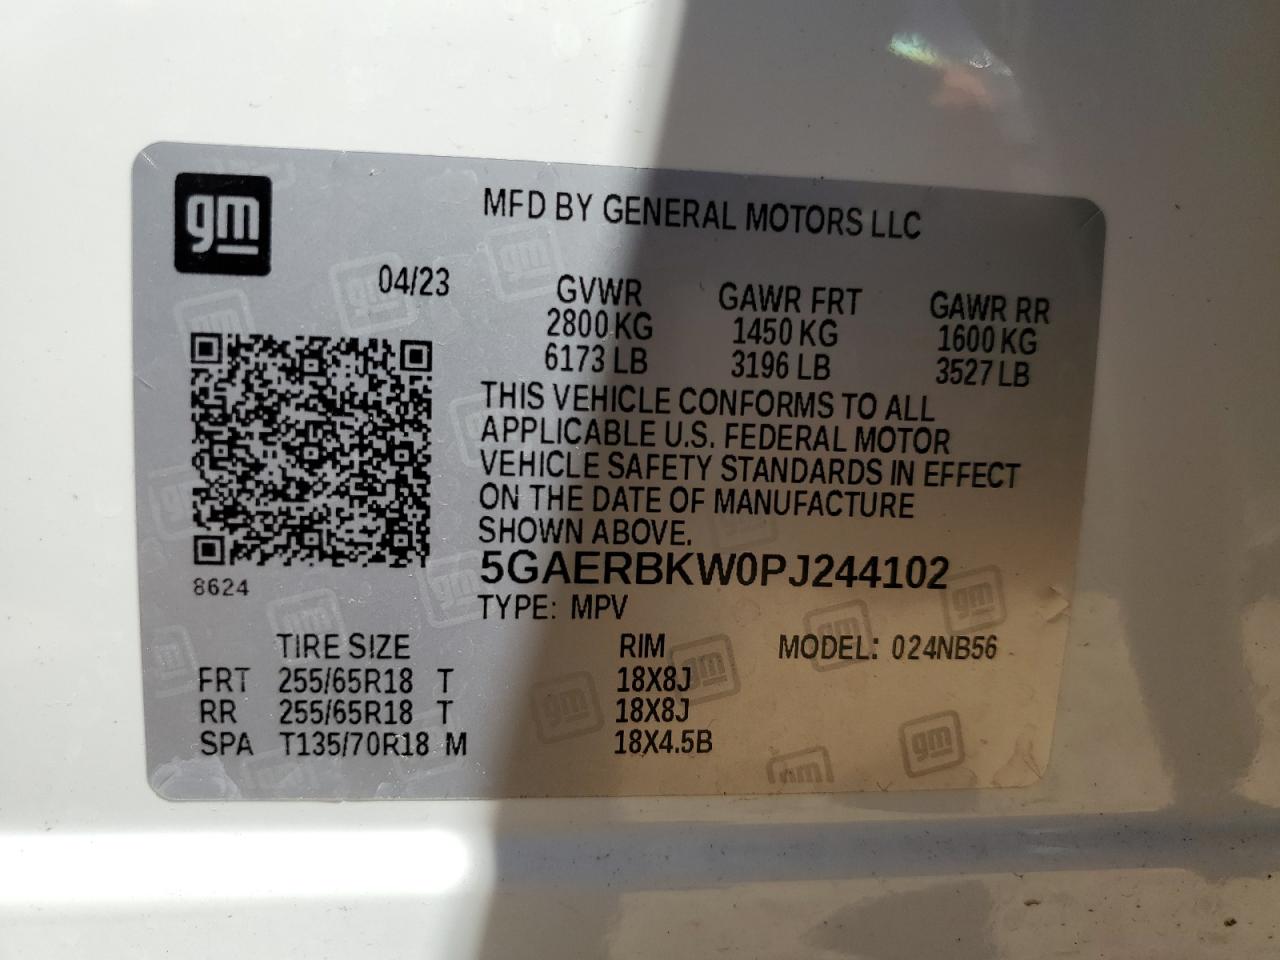 gm
MFD BY GENERAL MOTORS LLC
04/23
GVWR GAWR FRT GAWR RR
2800 KG 1450 KG 1600 KG
6173 LB 3196 LB 3527 LB
THIS VEHICLE CONFORMS TO ALL
APPLICABLE U.S. FEDERAL MOTOR
VEHICLE SAFETY STANDARDS IN EFFECT
ON THE DATE OF MANUFACTURE
SHOWN ABOVE.
8624
5GAERBKW0PJ244102
TYPE: MPV
TIRE SIZE RIM MODEL: 024NB56
FRT 255/65R18 T 18X8J
RR 255/65R18 T 18X8J
SPA T135/70R18 M 18X4.5B